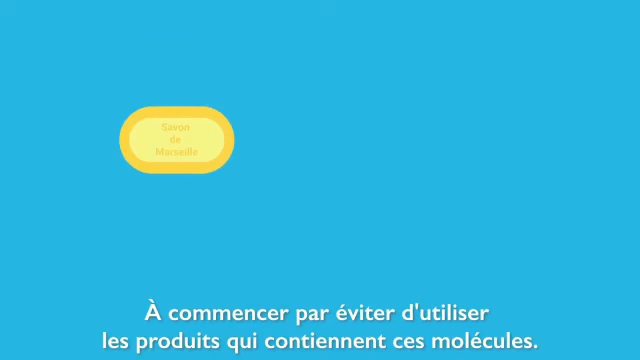 Savon
de
Marseille
À commencer par éviter d'utiliser
les produits qui contiennent ces molécules.